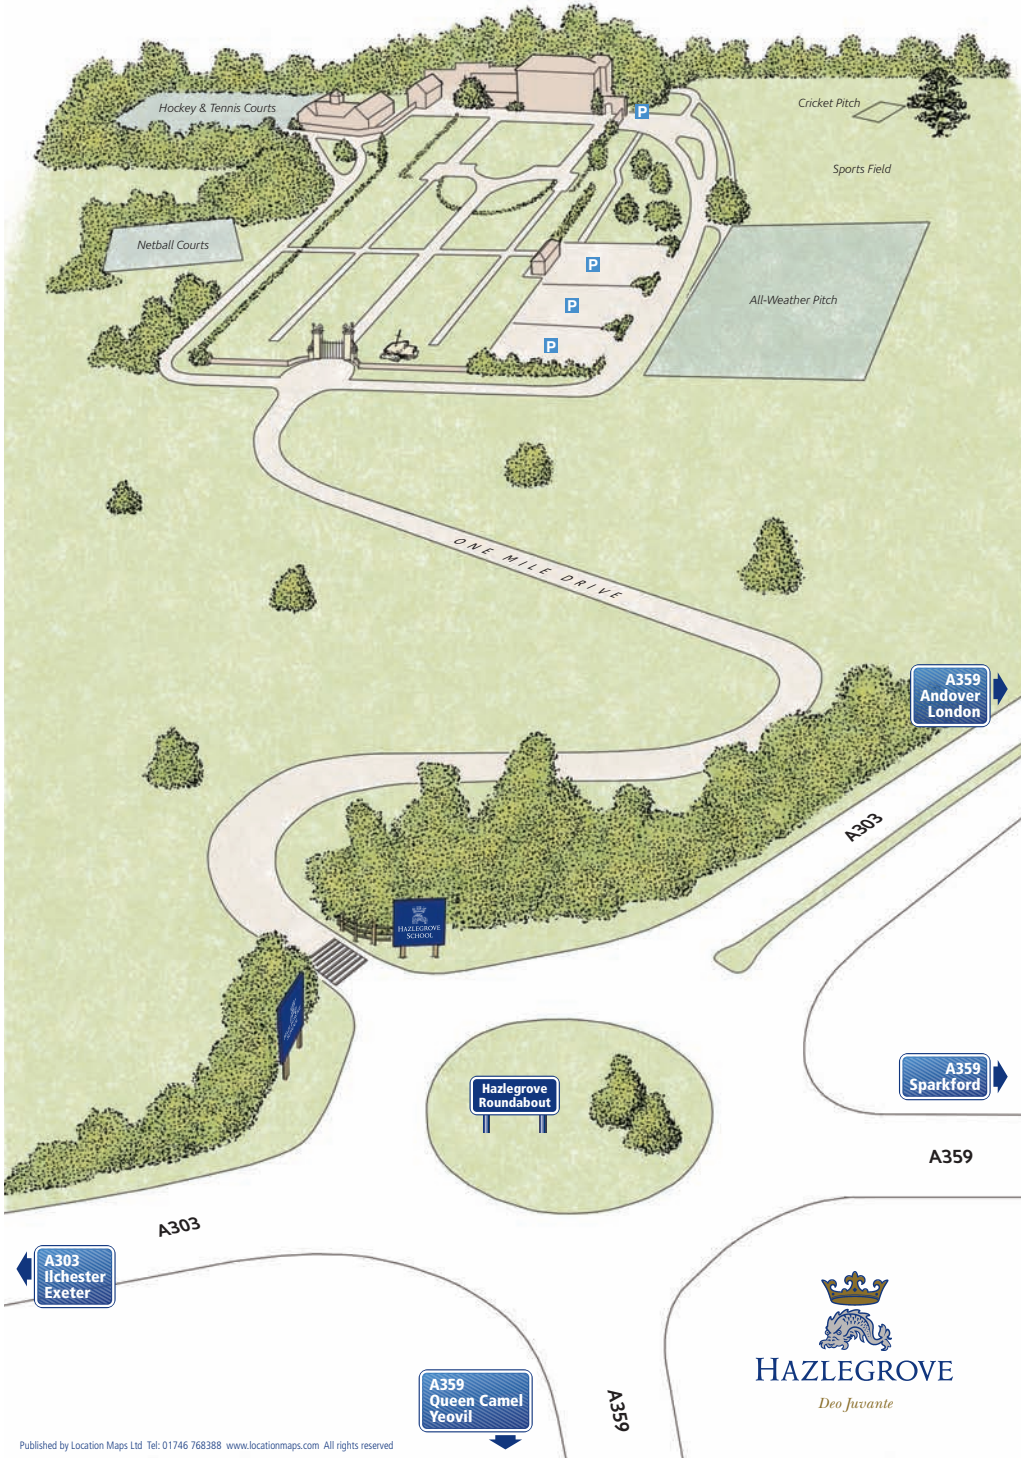 Hockey & Tennis Courts
P
Cricket Pitch
Sports Field
Netball Courts
P
All-Weather Pitch
P
P
ONE MILE DRIVE
A359
Andover
London
A303
HAZLEGROVE
SCHOOL
Hazlegrove
Roundabout
A359
Sparkford
A359
A303
A303
Ilchester
Exeter
A359
Queen Camel
Yeovil
A359
HAZLEGROVE
Deo Juvante
Published by Location Maps Ltd Tel: 01746 768388 www.locationmaps.com All rights reserved